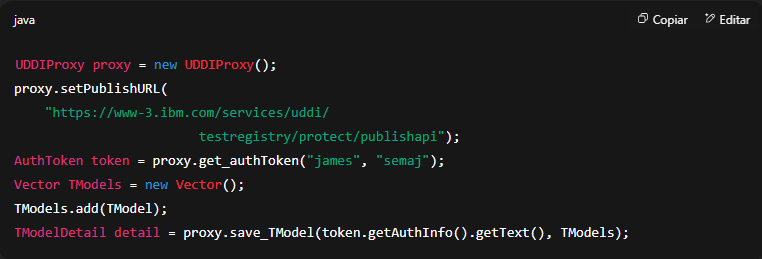 java Copiar Editar
UDDIProxy proxy = new UDDIProxy();
proxy.setPublishURL(
    "https://www-3.ibm.com/services/uddi/
                        testregistry/protect/publishapi");
AuthToken token = proxy.get_authToken("james", "semaj");
Vector TModels = new Vector();
TModels.add(TModel);
TModelDetail detail = proxy.save_TModel(token.getAuthInfo().getText(), TModels);